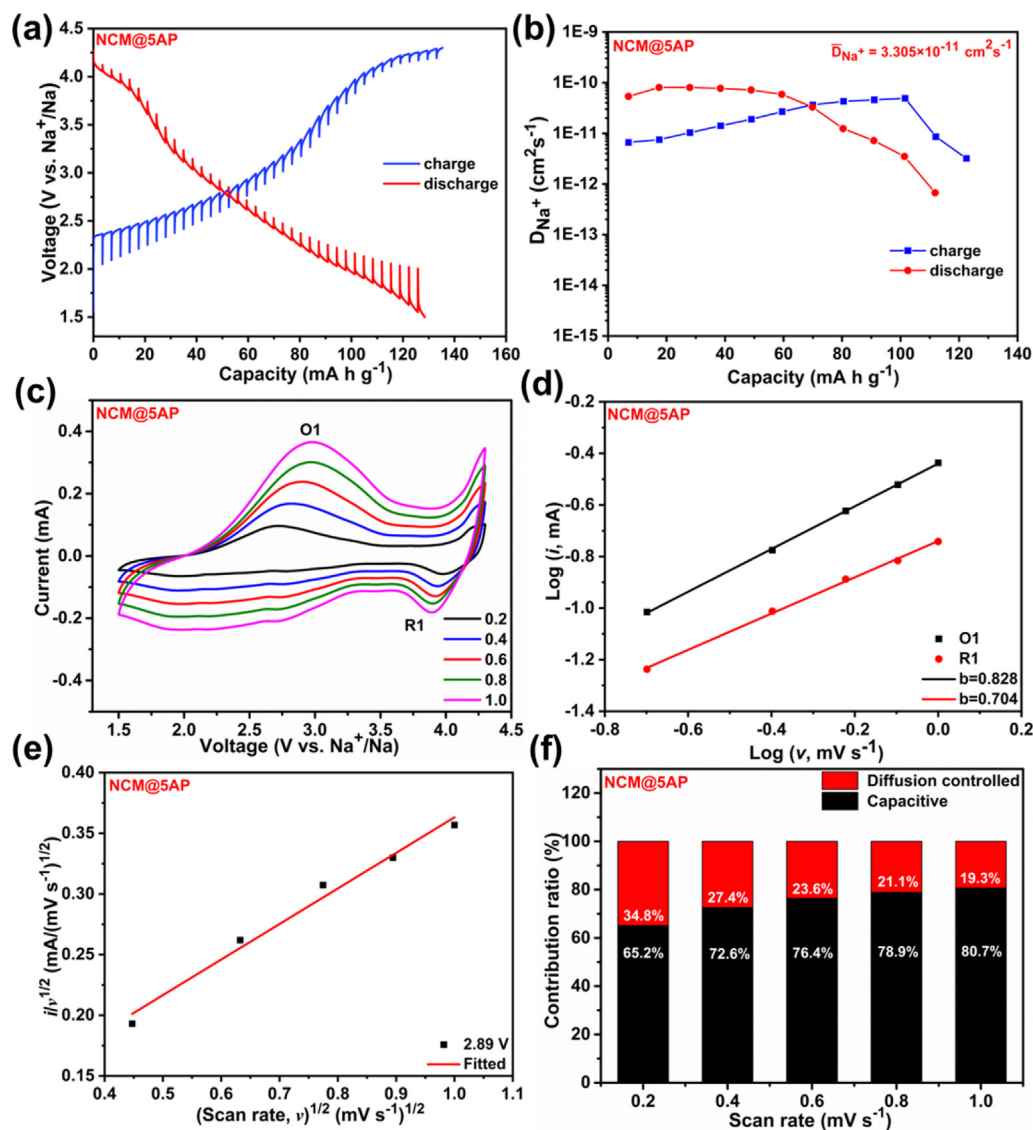 (a)
NCM@5AP
4.5
4.0
3.5
3.0
2.5
2.0
1.5
Voltage (V vs. Na⁺/Na)
charge
discharge
0 20 40 60 80 100 120 140 160
Capacity (mA h g⁻¹)
(b)
NCM@5AP
D̅Na⁺ = 3.305×10⁻¹¹ cm²s⁻¹
1E-9
1E-10
1E-11
1E-12
1E-13
1E-14
1E-15
DNa⁺ (cm²s⁻¹)
charge
discharge
0 20 40 60 80 100 120 140
Capacity (mA h g⁻¹)
(c)
NCM@5AP
O1
0.4
0.2
0.0
-0.2
-0.4
Current (mA)
R1
0.2
0.4
0.6
0.8
1.0
1.5 2.0 2.5 3.0 3.5 4.0 4.5
Voltage (V vs. Na⁺/Na)
(d)
NCM@5AP
-0.2
-0.4
-0.6
-0.8
-1.0
-1.2
-1.4
Log (i, mA)
O1
R1
b=0.828
b=0.704
-0.8 -0.6 -0.4 -0.2 0.0 0.2
Log (v, mV s⁻¹)
(e)
NCM@5AP
0.40
0.35
0.30
0.25
0.20
0.15
i/v¹ᐟ² (mA/(mV s⁻¹)¹ᐟ²)
2.89 V
Fitted
0.4 0.5 0.6 0.7 0.8 0.9 1.0 1.1
(Scan rate, v)¹ᐟ² (mV s⁻¹)¹ᐟ²
(f)
NCM@5AP
Diffusion controlled
Capacitive
120
100
80
60
40
20
0
Contribution ratio (%)
34.8% 27.4% 23.6% 21.1% 19.3%
65.2% 72.6% 76.4% 78.9% 80.7%
0.2 0.4 0.6 0.8 1.0
Scan rate (mV s⁻¹)